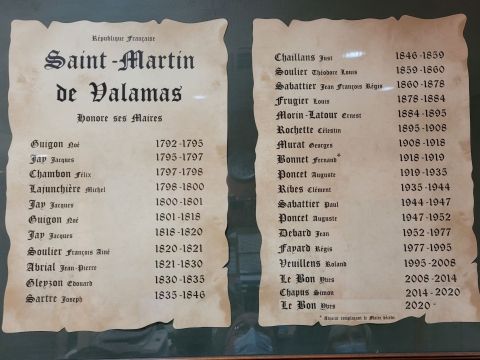 République Française
Saint-Martin
de Valamas
Honore ses Maires
Guigon Noé 1792-1795
Jay Jacques 1795-1797
Chambon Félix 1797-1798
Lajunchière Michel 1798-1800
Jay Jacques 1800-1801
Guigon Noé 1801-1818
Jay Jacques 1818-1820
Soulier François Ainé 1820-1821
Abrial Jean-Pierre 1821-1830
Gleyzon Edouard 1830-1835
Sartre Joseph 1835-1846
Chaillans Just 1846-1859
Soulier Théodore Louis 1859-1860
Sabattier Jean François Régis 1860-1878
Frugier Louis 1878-1884
Morin-Latour Ernest 1884-1895
Rochette Célestin 1895-1908
Murat Georges 1908-1918
Bonnet Fernand* 1918-1919
Poncet Auguste 1919-1935
Ribes Clément 1935-1944
Sabattier Paul 1944-1947
Poncet Auguste 1947-1952
Debard Jean 1952-1977
Fayard Régis 1977-1995
Veuillens Roland 1995-2008
Le Bon Yves 2008-2014
Chapus Simon 2014-2020
Le Bon Yves 2020-
* Adjoint remplaçant le Maire décédé